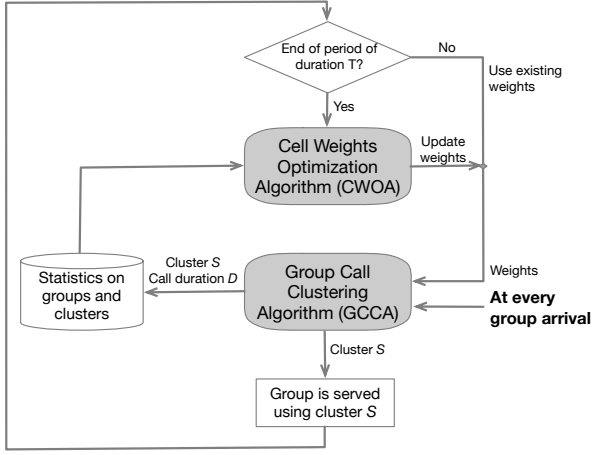 End of period of
duration T?
No
Use existing
weights
Yes
Cell Weights
Optimization
Algorithm (CWOA)
Update
weights
Statistics on
groups and
clusters
Cluster S
Call duration D
Group Call
Clustering
Algorithm (GCCA)
Weights
At every
group arrival
Cluster S
Group is served
using cluster S